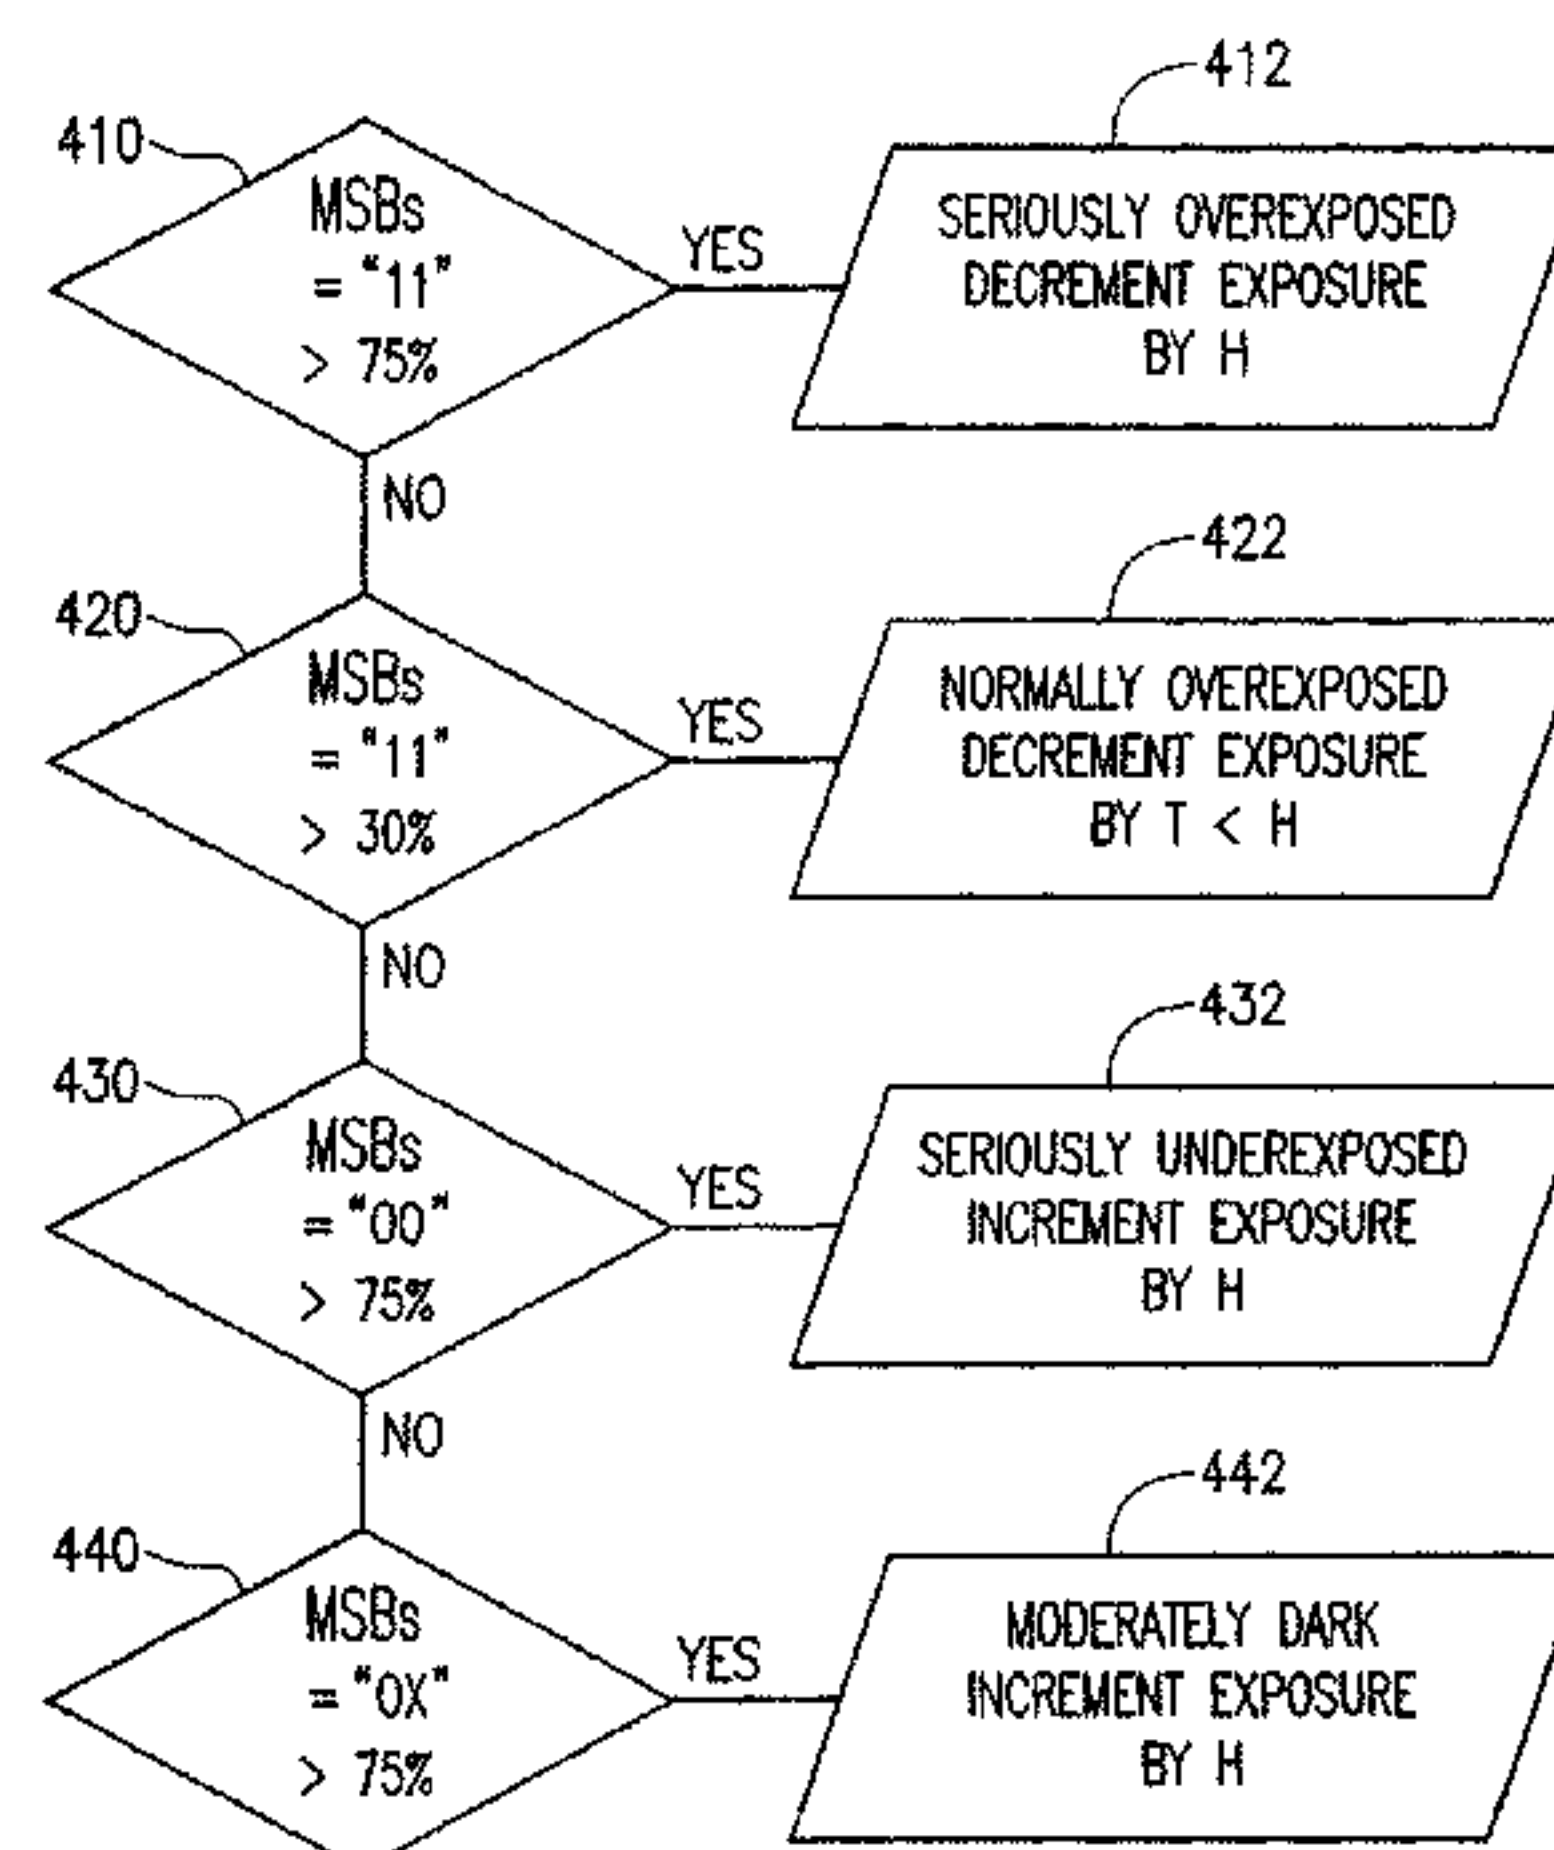 412
410
MSBs
= "11"
> 75%
YES
SERIOUSLY OVEREXPOSED
DECREMENT EXPOSURE
BY H
NO
422
420
MSBs
= "11"
> 30%
YES
NORMALLY OVEREXPOSED
DECREMENT EXPOSURE
BY T < H
NO
432
430
MSBs
= "00"
> 75%
YES
SERIOUSLY UNDEREXPOSED
INCREMENT EXPOSURE
BY H
NO
442
440
MSBs
= "0X"
> 75%
YES
MODERATELY DARK
INCREMENT EXPOSURE
BY H